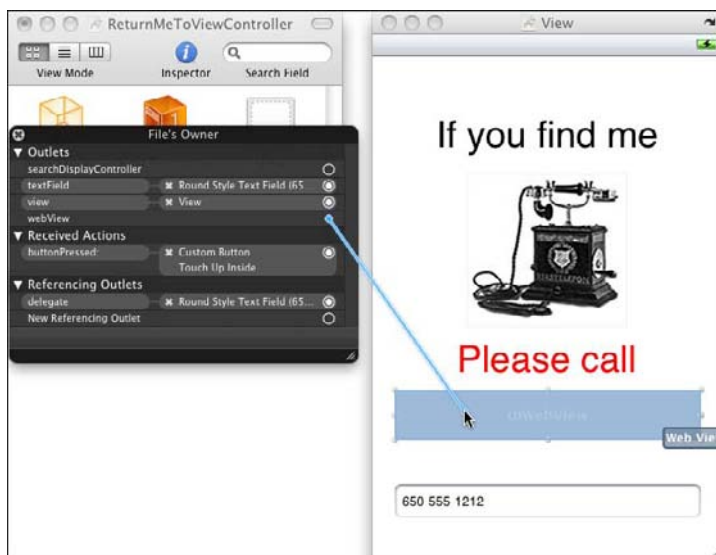 ReturnMeToViewController
View Mode
Inspector
Search Field
File's Owner
Outlets
searchDisplayController
textField
Round Style Text Field (65
view
View
webView
Received Actions
buttonPressed:
Custom Button
Touch Up Inside
Referencing Outlets
delegate
Round Style Text Field (65...
New Referencing Outlet
View
If you find me
Please call
UIWebView
Web Vie
650 555 1212